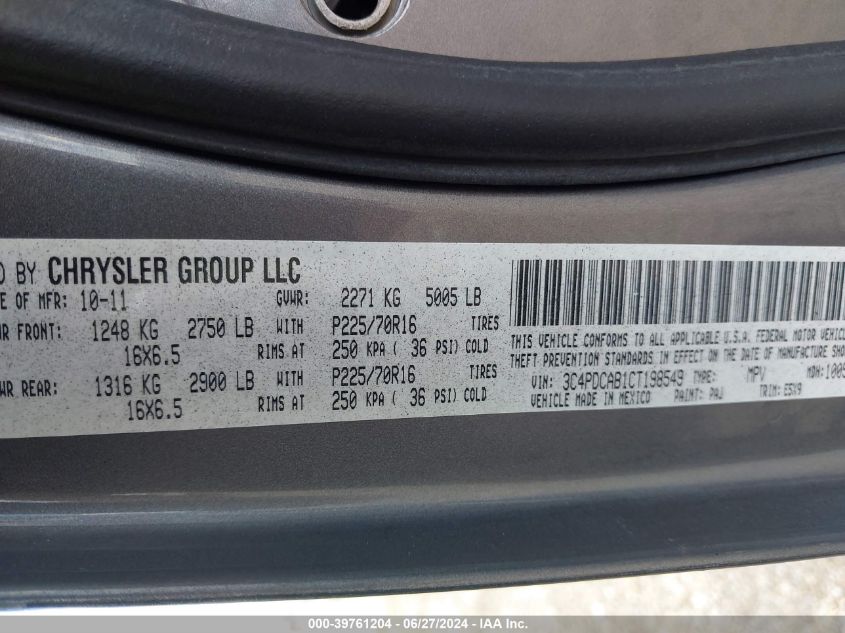 D BY CHRYSLER GROUP LLC
E OF MFR: 10-11 GVWR: 2271 KG 5005 LB
WR FRONT: 1248 KG 2750 LB WITH P225/70R16 TIRES
16X6.5 RIMS AT 250 KPA ( 36 PSI) COLD
WR REAR: 1316 KG 2900 LB WITH P225/70R16 TIRES
16X6.5 RIMS AT 250 KPA ( 36 PSI) COLD
THIS VEHICLE CONFORMS TO ALL APPLICABLE U.S.A. FEDERAL MOTOR VEHICL
THEFT PREVENTION STANDARDS IN EFFECT ON THE DATE OF MANUFACTURE SHO
VIN: 3C4PDCAB1CT198549 TYPE: MPV MDH: 1005
VEHICLE MADE IN MEXICO PAINT: PAJ TRIM: E5X9
000-39761204 - 06/27/2024 - IAA Inc.